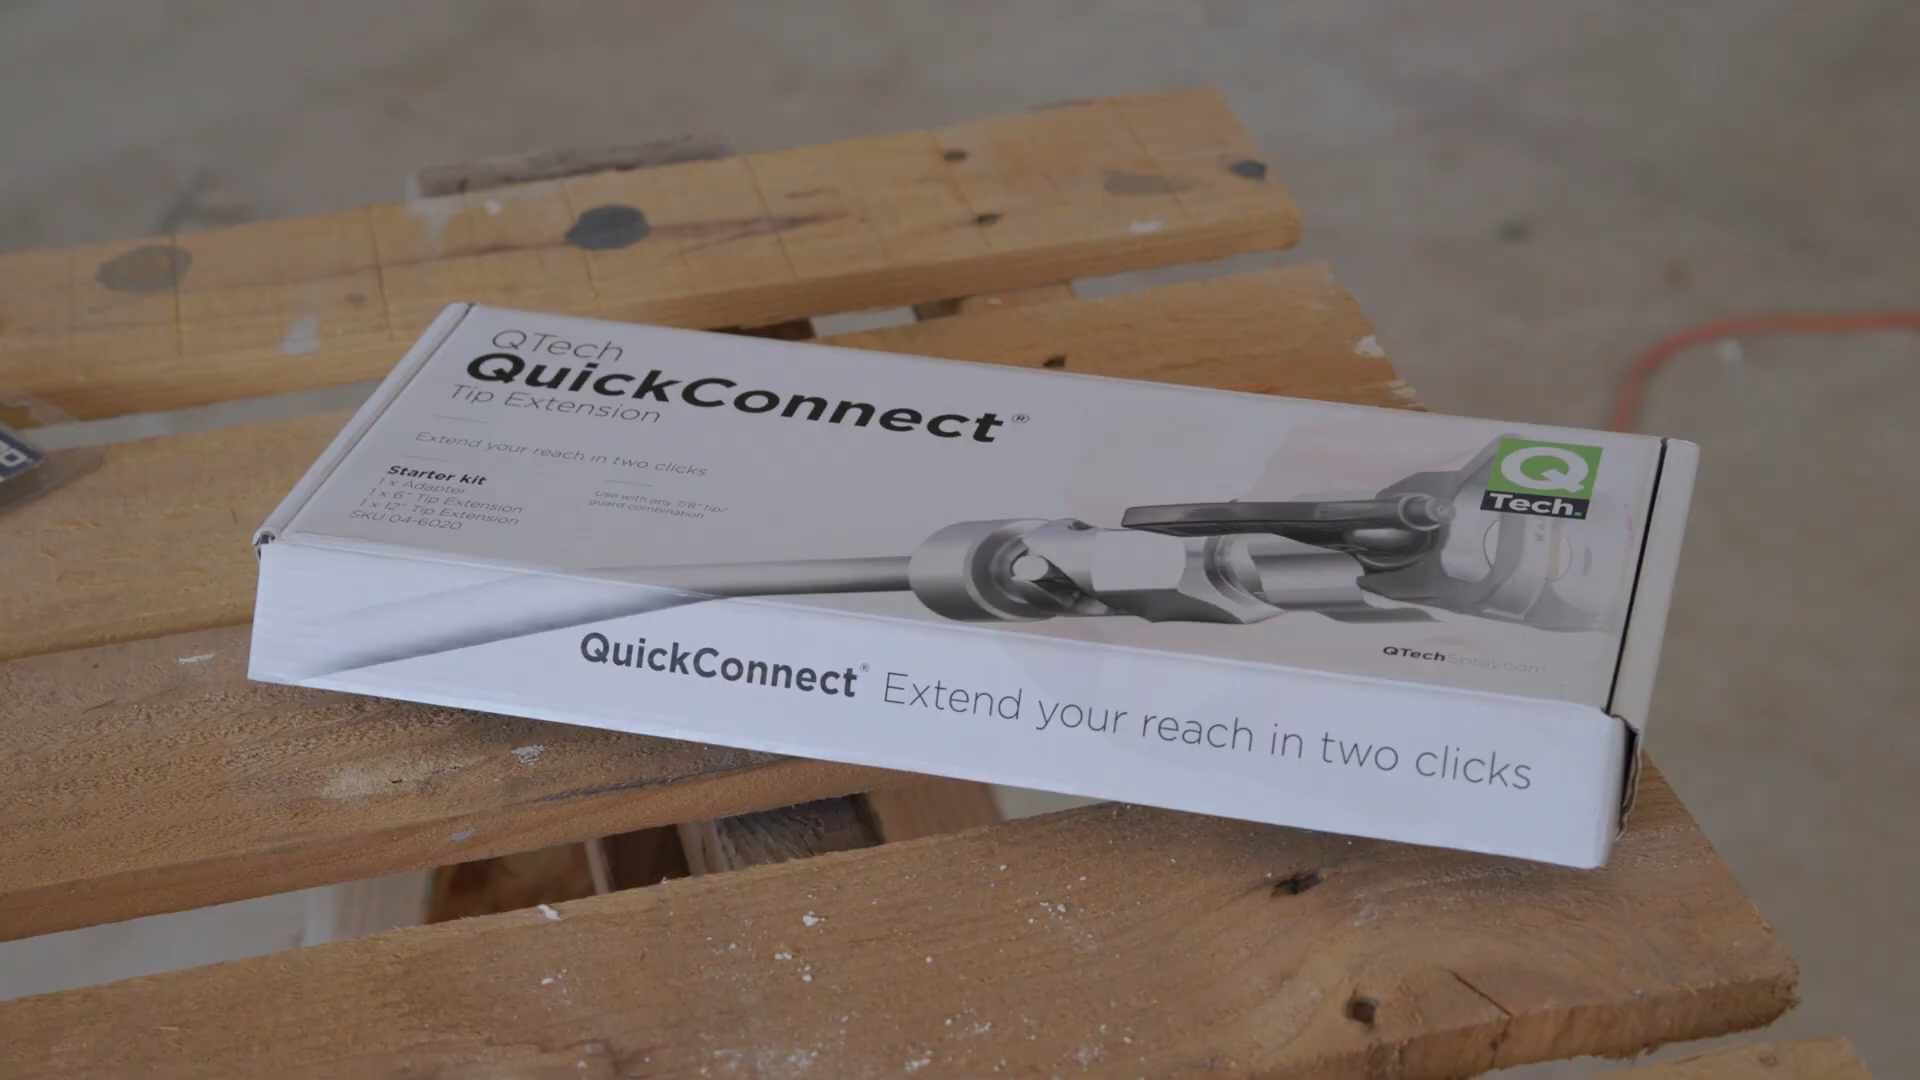 QTech
QuickConnect®
Tip Extension
Extend your reach in two clicks
Starter kit
1 x Adapter
1 x 6" Tip Extension
1 x 12" Tip Extension
SKU 04-6020
Use with any 7/8" tip/
guard combination
Q
Tech.
QTechSpray.com
QuickConnect® Extend your reach in two clicks